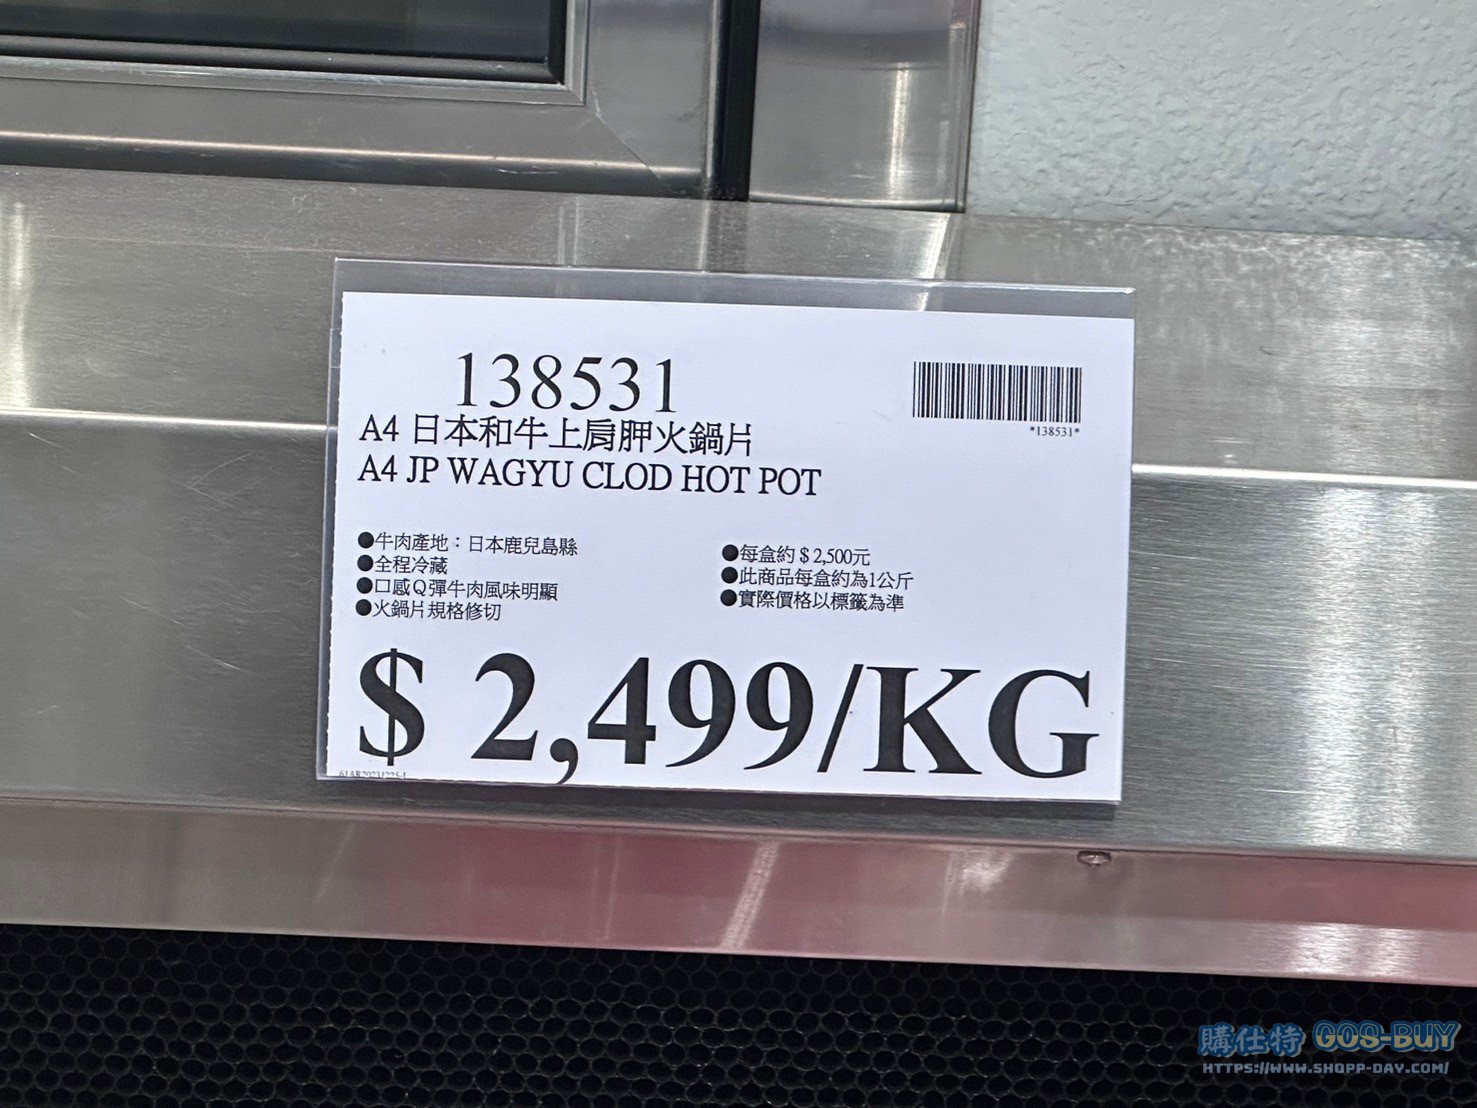 138531
*138531*
A4 日本和牛上肩胛火鍋片
A4 JP WAGYU CLOD HOT POT
●牛肉產地：日本鹿兒島縣
●全程冷藏
●口感Q彈牛肉風味明顯
●火鍋片規格修切
●每盒約 $ 2,500元
●此商品每盒約為1公斤
●實際價格以標籤為準
$ 2,499/KG
購仕特 GOS-BUY
HTTPS://WWW.SHOPP-DAY.COM/